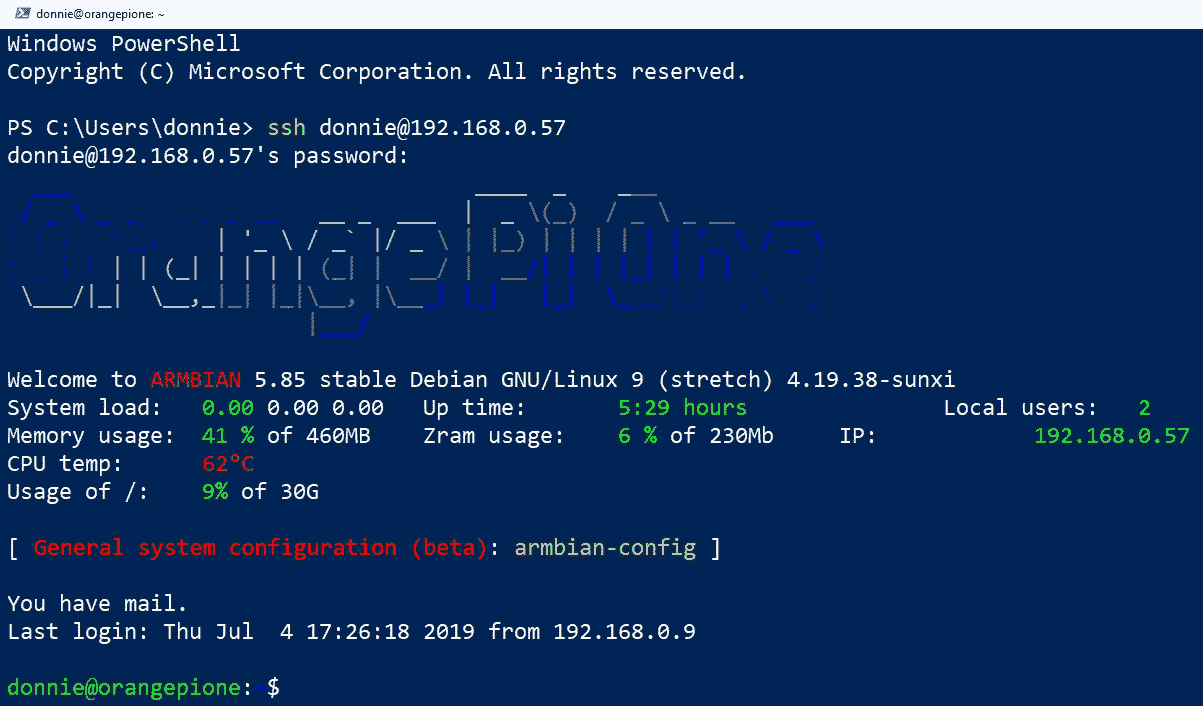 donnie@orangepione: ~
Windows PowerShell
Copyright (C) Microsoft Corporation. All rights reserved.
PS C:\Users\donnie> ssh donnie@192.168.0.57
donnie@192.168.0.57's password:
Orange Pi One
Welcome to ARMBIAN 5.85 stable Debian GNU/Linux 9 (stretch) 4.19.38-sunxi
System load:   0.00 0.00 0.00   Up time:       5:29 hours               Local users:   2
Memory usage:  41 % of 460MB    Zram usage:    6 % of 230Mb     IP:            192.168.0.57
CPU temp:      62°C
Usage of /:    9% of 30G
[ General system configuration (beta): armbian-config ]
You have mail.
Last login: Thu Jul  4 17:26:18 2019 from 192.168.0.9
donnie@orangepione:~$